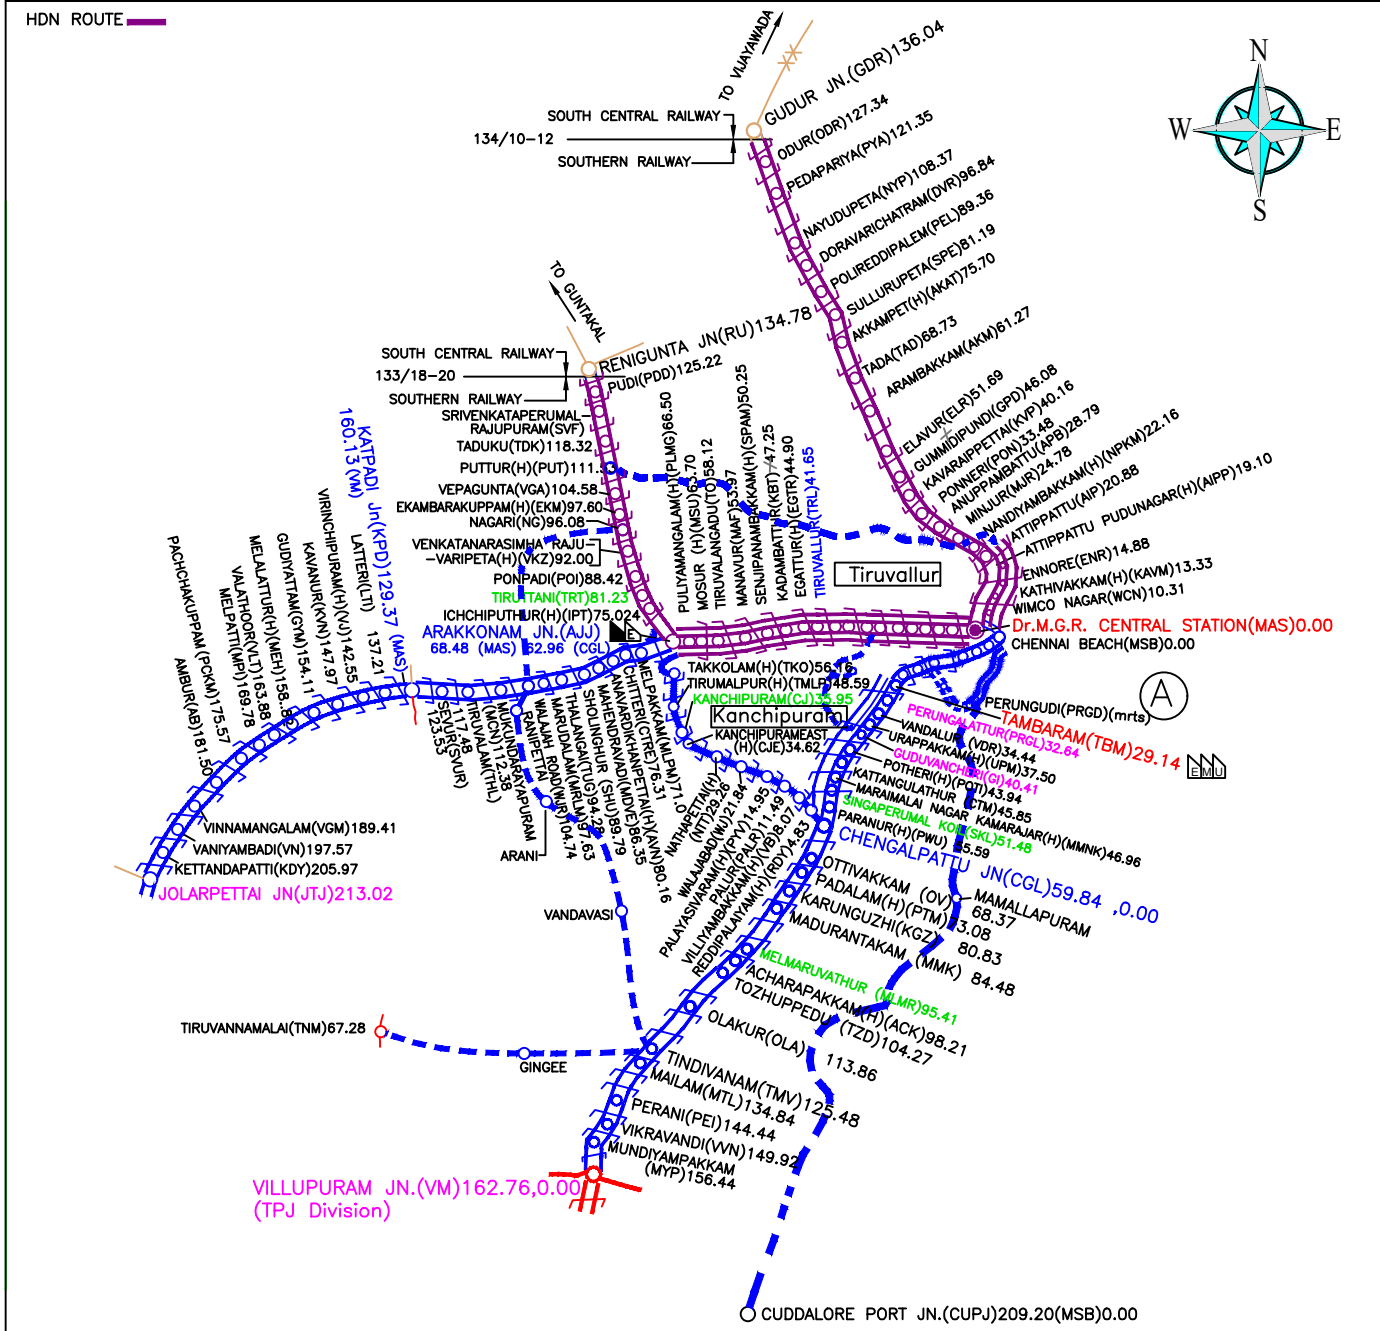 HDN ROUTE
N
W
E
S
TO VIJAYAWADA
GUDUR JN.(GDR)136.04
SOUTH CENTRAL RAILWAY
134/10-12
SOUTHERN RAILWAY
ODUR(ODR)127.34
PEDAPARIYA(PYA)121.35
NAYUDUPETA(NYP)108.37
DORAVARICHATRAM(DVR)96.84
POLIREDDIPALEM(PEL)89.36
SULLURUPETA(SPE)81.19
AKKAMPET(H)(AKAT)75.70
TADA(TAD)68.73
ARAMBAKKAM(AKM)61.27
ELAVUR(ELR)51.69
GUMMIDIPUNDI(GPD)46.08
KAVARAIPPETTAI(KVP)40.16
PONNERI(PON)33.48
ANUPPAMBATTU(APB)28.79
MINJUR(MJR)24.78
NANDIYAMBAKKAM(H)(NPKM)22.16
ATTIPPATTU(AIP)20.88
ATTIPPATTU PUDUNAGAR(H)(AIPP)19.10
ENNORE(ENR)14.88
KATHIVAKKAM(H)(KAVM)13.33
WIMCO NAGAR(WCN)10.31
Dr.M.G.R. CENTRAL STATION(MAS)0.00
CHENNAI BEACH(MSB)0.00
TO GUNTAKAL
RENIGUNTA JN(RU)134.78
SOUTH CENTRAL RAILWAY
133/18-20
SOUTHERN RAILWAY
PUDI(PDD)125.22
SRIVENKATAPERUMAL-
RAJUPURAM(SVF)
TADUKU(TDK)118.32
PUTTUR(H)(PUT)111.53
VEPAGUNTA(VGA)104.58
EKAMBARAKUPPAM(H)(EKM)97.60
NAGARI(NG)96.08
VENKATANARASIMHA RAJU-
-VARIPETA(H)(VKZ)92.00
PONPADI(POI)88.42
TIRUTTANI(TRT)81.23
ICHCHIPUTHUR(H)(IPT)75.024
ARAKKONAM JN.(AJJ)
68.48 (MAS) 62.96 (CGL)
PULIYAMANGALAM(H)(PLMG)66.50
MOSUR (H)(MSU)63.70
TIRUVALANGADU(TO)58.12
MANAVUR(MAF)53.97
SENJIPANAMBAKKAM(H)(SPAM)50.25
KADAMBATTUR(KBT)47.25
EGATTUR(H)(EGTR)44.90
TIRUVALLUR(TRL)41.65
Tiruvallur
KATPADI Jn(KPD)129.37 (MAS)
160.13(VM)
LATTERI(LTI) 137.21
VIRINCHIPURAM(H)(VJ)142.55
KAVANUR(KVN)147.97
GUDIYATTAM(GYM)154.11
MELALATTUR(H)(MEH)158.82
VALATHOOR(VLT)163.88
MELPATTI(MP)169.78
PACHCHAKUPPAM(PCKM)175.57
AMBUR(AB)181.50
VINNAMANGALAM(VGM)189.41
VANIYAMBADI(VN)197.57
KETTANDAPATTI(KDY)205.97
JOLARPETTAI JN(JTJ)213.02
SEVUR(SVUR)
123.53
TIRUVALAM(THL)
117.48
MUKUNDARAYAPURAM
(MCN)112.38
RANIPETTAI
WALAJAH ROAD(WJR)104.74
MARUDALAM(MRLM)97.63
THALANGAI(TUG)94.28
SHOLINGHUR (SHU)89.79
MAHENDRAVADI(MDVE)86.35
ANAVARDIKHANPETTAI(H)(AVN)80.16
CHITTERI(CTRE)76.31
MELPAKKAM(MLPM)71.0
TAKKOLAM(H)(TKO)56.16
TIRUMALPUR(H)(TMLP)48.59
KANCHIPURAM(CJ)35.95
Kanchipuram
KANCHIPURAMEAST
(H)(CJE)34.62
NATHAPETTAI(H)
(NTT)29.26
WALAJABAD(WJ)21.84
PALAYASIVARAM(H)(PYV)14.95
PALUR(PALR)11.49
VILLIYAMBAKKAM(H)(VB)8.07
REDDIPALAIYAM(H)(RDY)4.83
A
PERUNGUDI(PRGD)(mrts)
TAMBARAM(TBM)29.14
EMU
PERUNGALATTUR(PRGL)32.64
VANDALUR (VDR)34.44
URAPPAKKAM(H)(UPM)37.50
GUDUVANCHERI(GI)40.41
POTHERI(H)(POTI)43.94
KATTANGULATHUR (CTM)45.85
MARAIMALAI NAGAR KAMARAJAR(H)(MMNK)46.96
SINGAPERUMAL KOIL(SKL)51.48
PARANUR(H)(PWU) 55.59
CHENGALPATTU JN(CGL)59.84 ,0.00
OTTIVAKKAM (OV) 68.37
PADALAM(H)(PTM)73.08
KARUNGUZHI(KGZ) 80.83
MADURANTAKAM (MMK) 84.48
MELMARUVATHUR (MLMR)95.41
ACHARAPAKKAM(H)(ACK)98.21
TOZHUPPEDU (TZD)104.27
OLAKUR(OLA) 113.86
TINDIVANAM(TMV)125.48
MAILAM(MTL)134.84
PERANI(PEI)144.44
VIKRAVANDI(VVN)149.92
MUNDIYAMPAKKAM
(MYP)156.44
MAMALLAPURAM
ARANI
VANDAVASI
TIRUVANNAMALAI(TNM)67.28
GINGEE
VILLUPURAM JN.(VM)162.76,0.00
(TPJ Division)
CUDDALORE PORT JN.(CUPJ)209.20(MSB)0.00